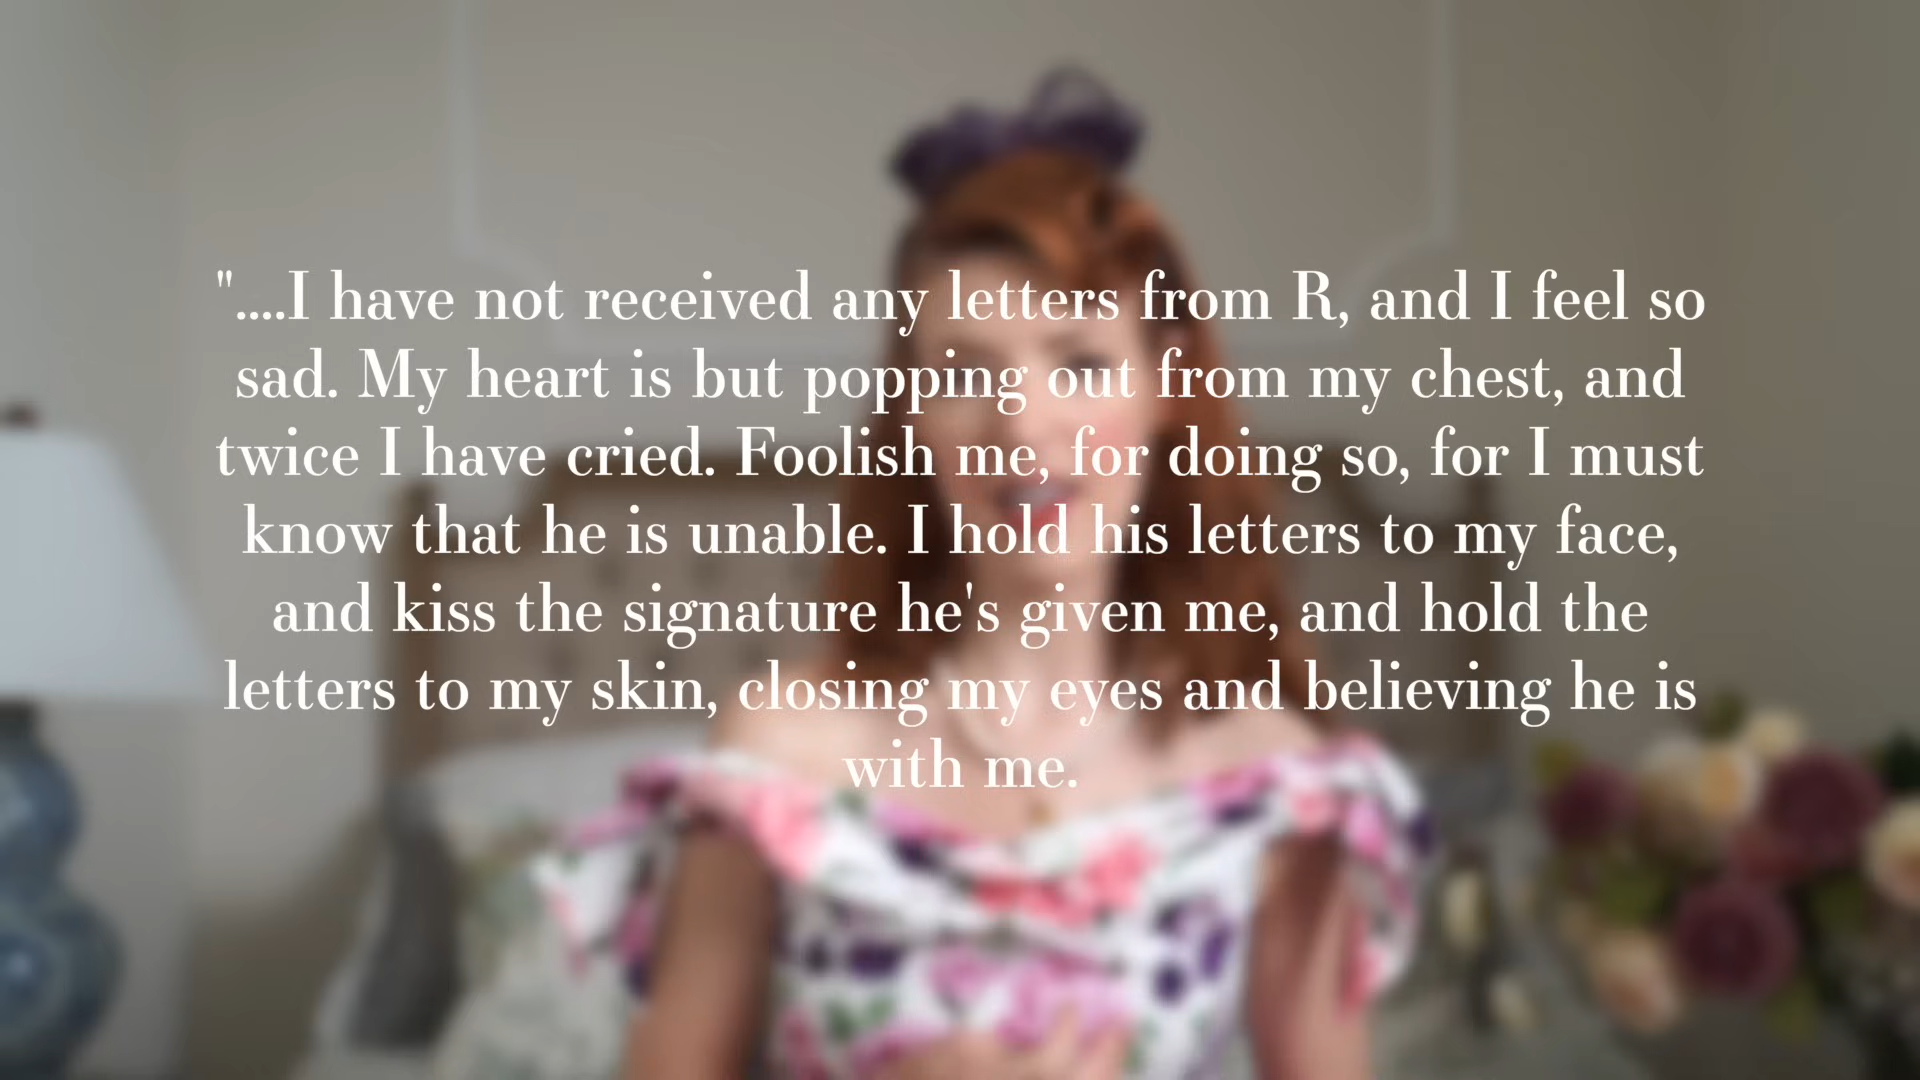 "....I have not received any letters from R, and I feel so
sad. My heart is but popping out from my chest, and
twice I have cried. Foolish me, for doing so, for I must
know that he is unable. I hold his letters to my face,
and kiss the signature he's given me, and hold the
letters to my skin, closing my eyes and believing he is
with me.